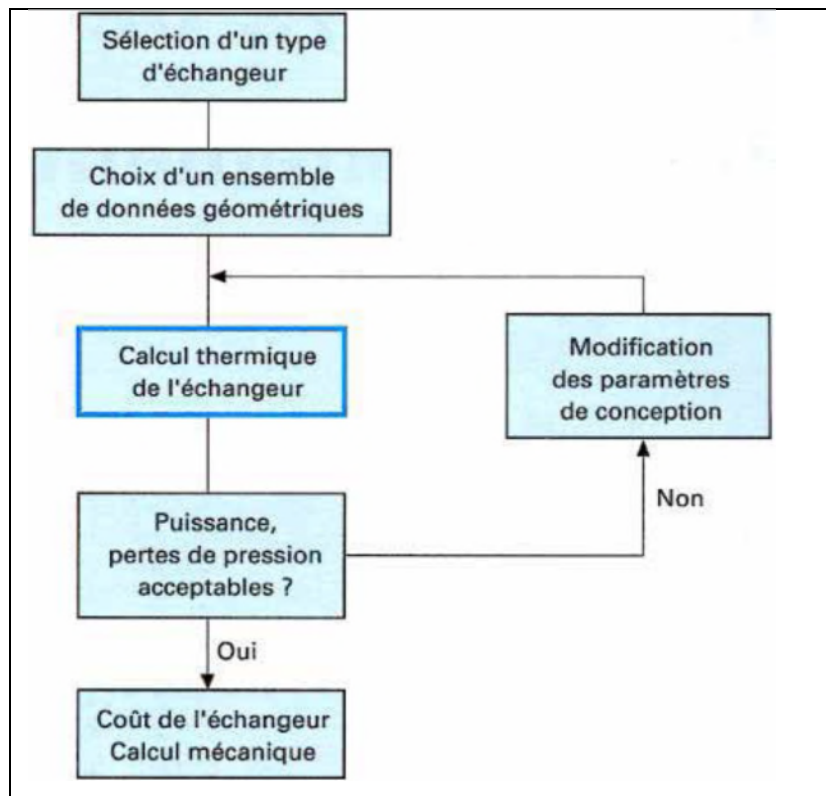 Sélection d'un type
d'échangeur
Choix d'un ensemble
de données géométriques
Calcul thermique
de l'échangeur
Modification
des paramètres
de conception
Non
Puissance,
pertes de pression
acceptables ?
Oui
Coût de l'échangeur
Calcul mécanique